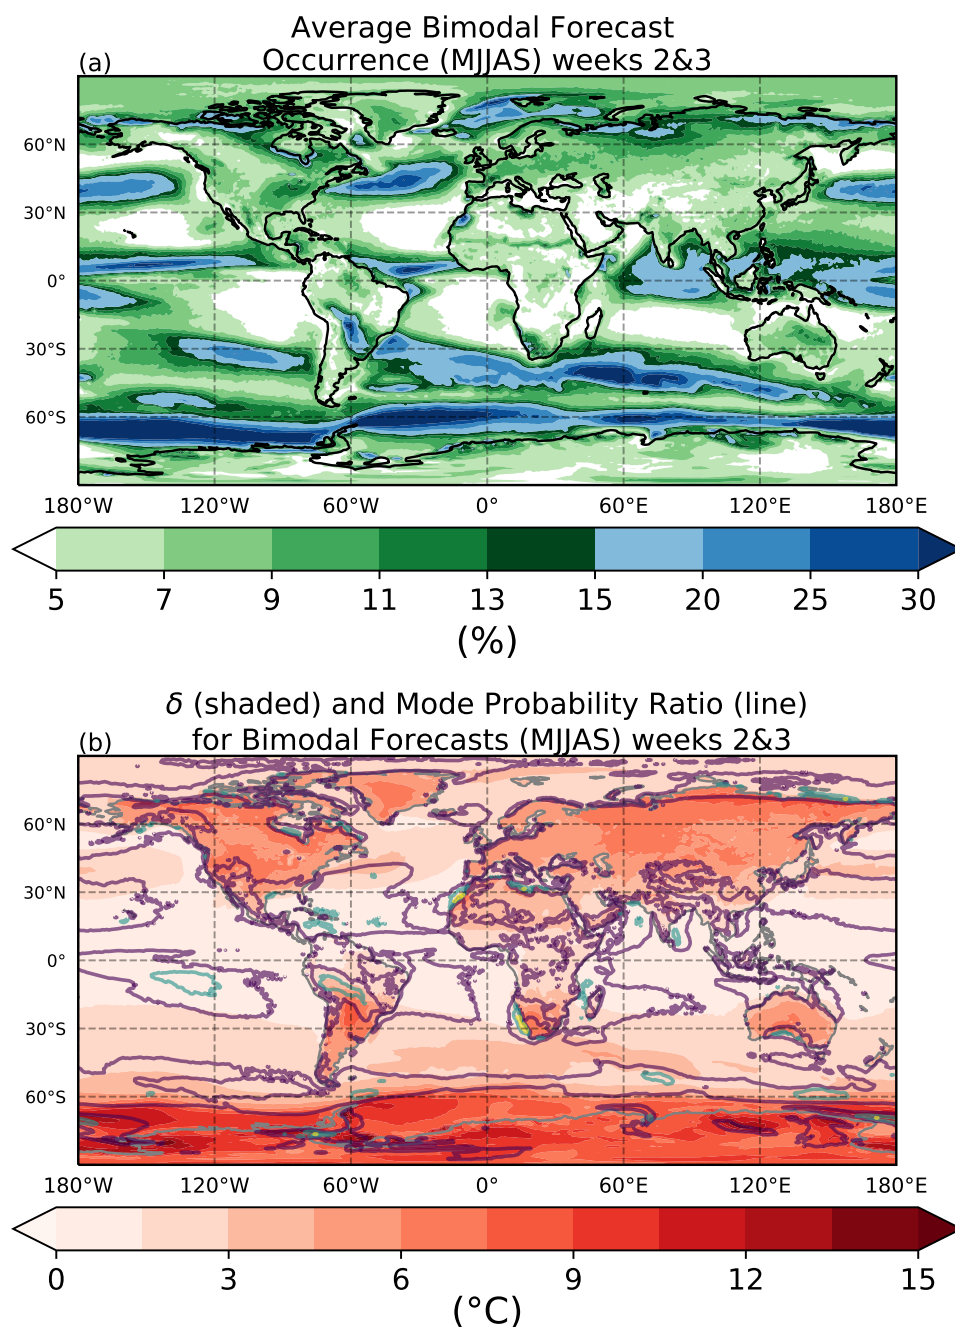 Average Bimodal Forecast
Occurrence (MJJAS) weeks 2&3
(a)
60°N
30°N
0°
30°S
60°S
180°W 120°W 60°W 0° 60°E 120°E 180°E
5 7 9 11 13 15 20 25 30
(%)
δ (shaded) and Mode Probability Ratio (line)
for Bimodal Forecasts (MJJAS) weeks 2&3
(b)
60°N
30°N
0°
30°S
60°S
180°W 120°W 60°W 0° 60°E 120°E 180°E
0 3 6 9 12 15
(°C)